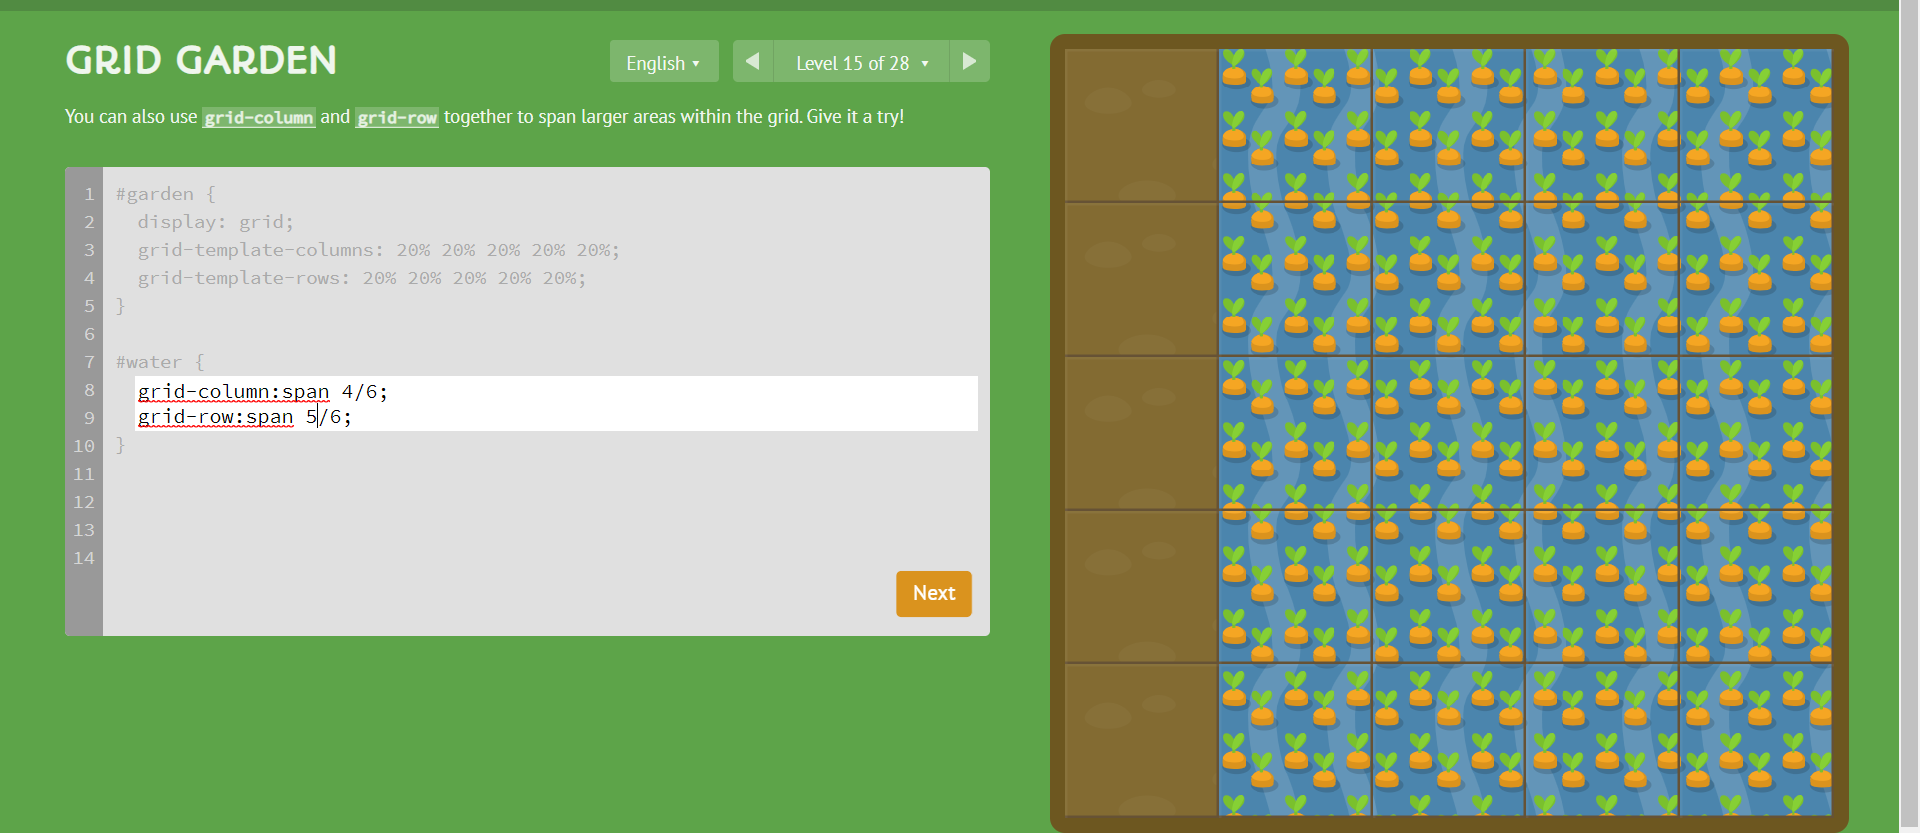 GRID GARDEN
English ▾
◀ Level 15 of 28 ▾ ▶
You can also use grid-column and grid-row together to span larger areas within the grid. Give it a try!
1 #garden {
2 display: grid;
3 grid-template-columns: 20% 20% 20% 20% 20%;
4 grid-template-rows: 20% 20% 20% 20% 20%;
5 }
6
7 #water {
8 grid-column:span 4/6;
9 grid-row:span 5/6;
10 }
11
12
13
14
Next